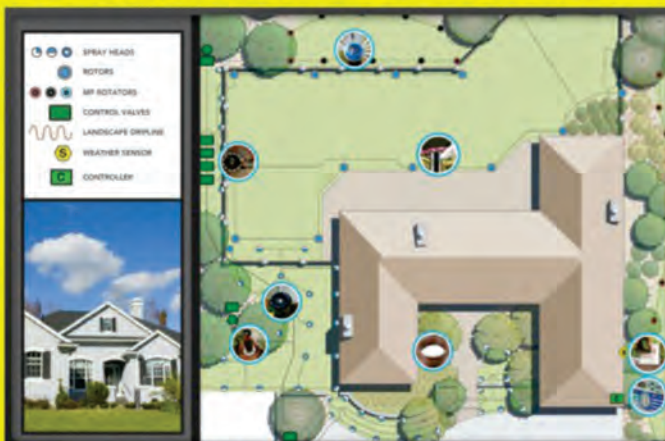 SPRAY HEADS
ROTORS
MP ROTATORS
CONTROL VALVES
LANDSCAPE DRIPLINE
S WEATHER SENSOR
C CONTROLLER